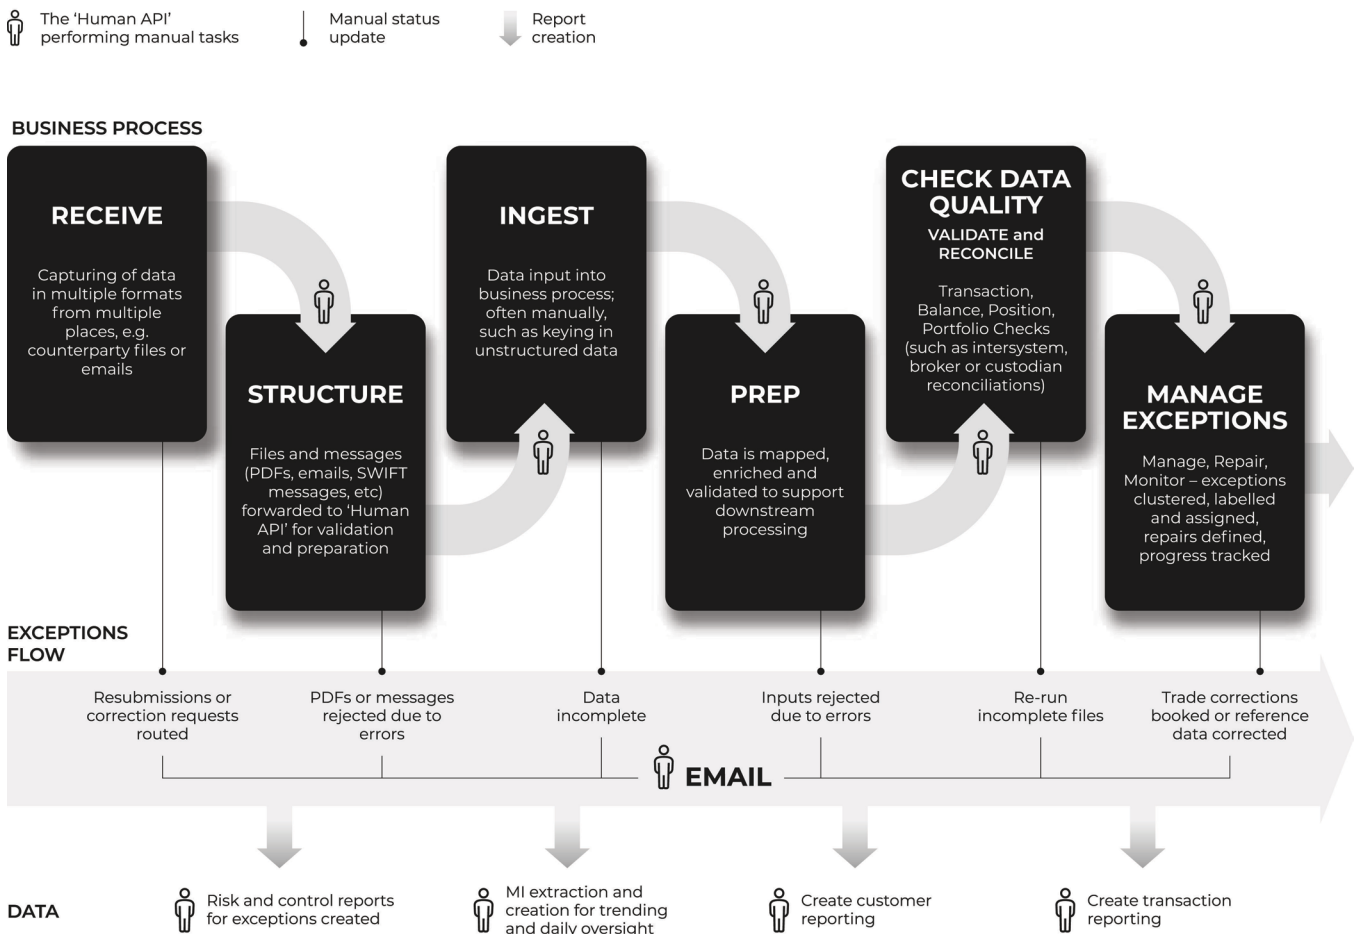 The ‘Human API’
performing manual tasks
Manual status
update
Report
creation
BUSINESS PROCESS
RECEIVE
Capturing of data
in multiple formats
from multiple
places, e.g.
counterparty files or
emails
STRUCTURE
Files and messages
(PDFs, emails, SWIFT
messages, etc)
forwarded to ‘Human
API’ for validation
and preparation
INGEST
Data input into
business process;
often manually,
such as keying in
unstructured data
PREP
Data is mapped,
enriched and
validated to support
downstream
processing
CHECK DATA
QUALITY
VALIDATE and
RECONCILE
Transaction,
Balance, Position,
Portfolio Checks
(such as intersystem,
broker or custodian
reconciliations)
MANAGE
EXCEPTIONS
Manage, Repair,
Monitor – exceptions
clustered, labelled
and assigned,
repairs defined,
progress tracked
EXCEPTIONS
FLOW
Resubmissions or
correction requests
routed
PDFs or messages
rejected due to
errors
Data
incomplete
Inputs rejected
due to errors
Re-run
incomplete files
Trade corrections
booked or reference
data corrected
EMAIL
DATA
Risk and control reports
for exceptions created
MI extraction and
creation for trending
and daily oversight
Create customer
reporting
Create transaction
reporting